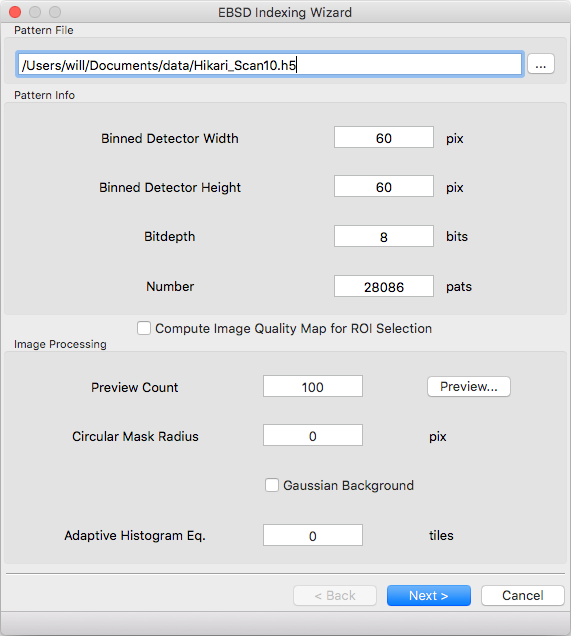 EBSD Indexing Wizard
Pattern File
/Users/will/Documents/data/Hikari_Scan10.h5 ...
Pattern Info
Binned Detector Width 60 pix
Binned Detector Height 60 pix
Bitdepth 8 bits
Number 28086 pats
Compute Image Quality Map for ROI Selection
Image Processing
Preview Count 100 Preview...
Circular Mask Radius 0 pix
Gaussian Background
Adaptive Histogram Eq. 0 tiles
< Back Next > Cancel